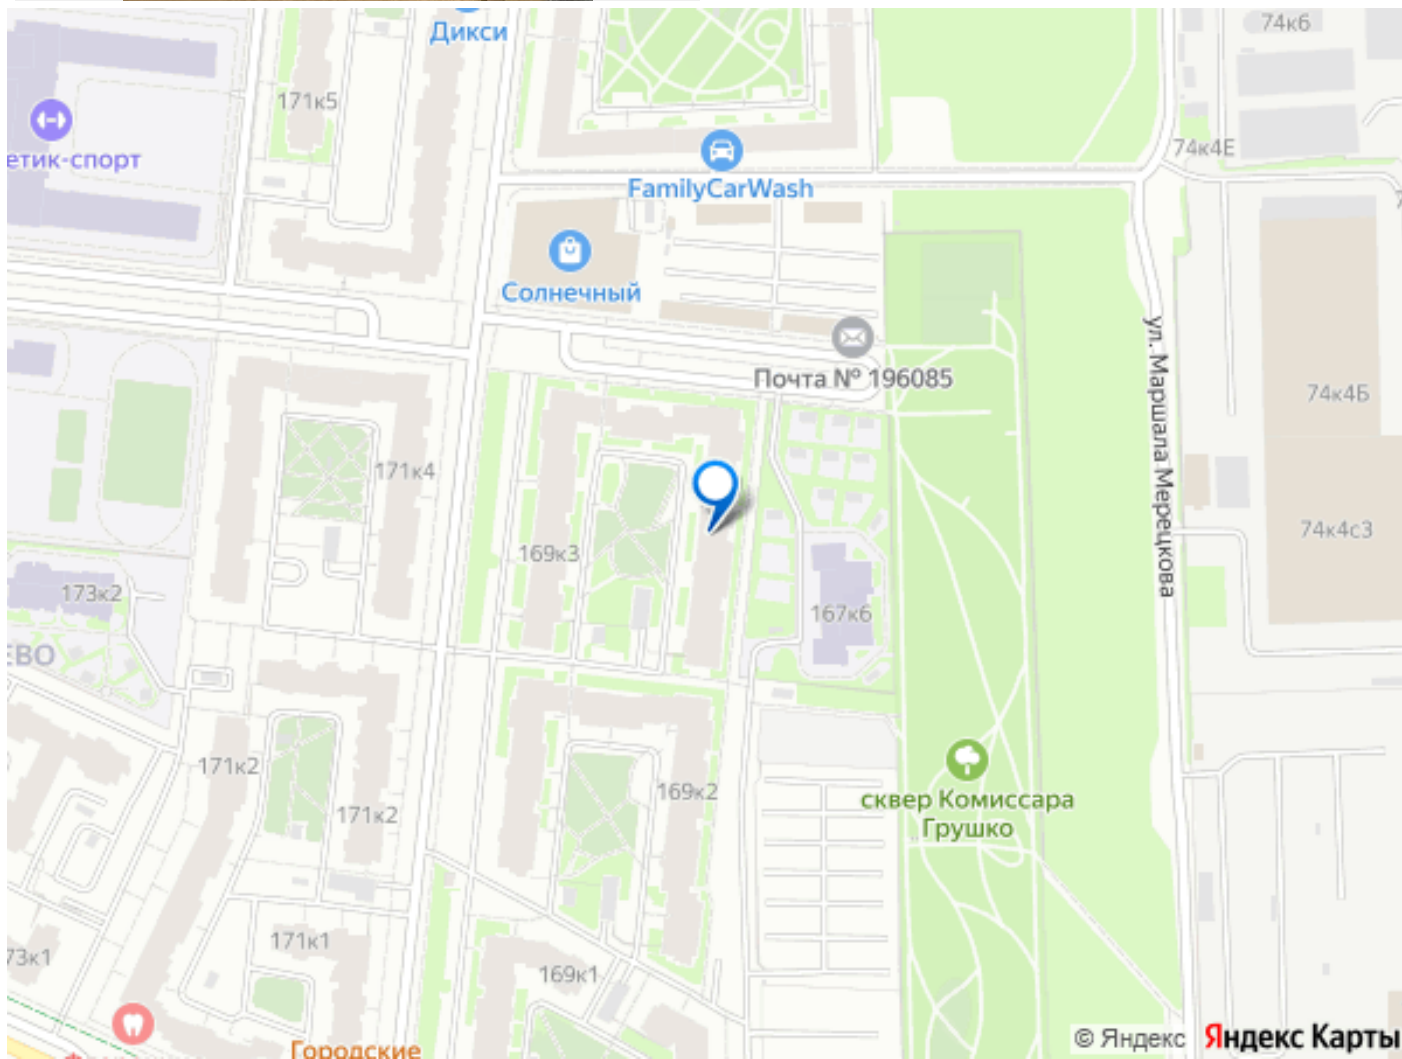 Дикси
74к6
171к5
етик-спорт
74к4Е
FamilyCarWash
Солнечный
Почта № 196085
ул. Маршала Мерецкова
74к4Б
171к4
169к3
74к4с3
173к2
167к6
ЕВО
171к2
169к2
171к2
сквер Комиссара
Грушко
171к1
73к1
169к1
© Яндекс
Яндекс Карты
Городские